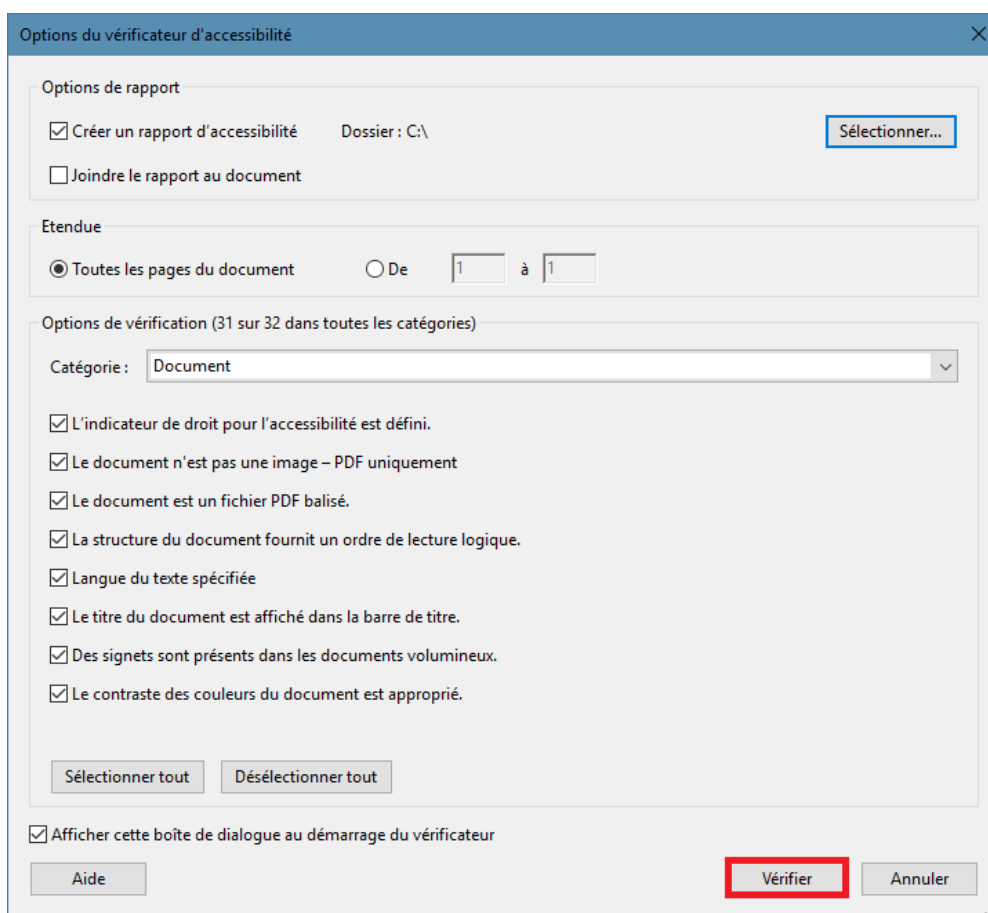 Options du vérificateur d'accessibilité
Options de rapport
Créer un rapport d'accessibilité Dossier : C:\ Sélectionner...
Joindre le rapport au document
Etendue
Toutes les pages du document De 1 à 1
Options de vérification (31 sur 32 dans toutes les catégories)
Catégorie : Document
L'indicateur de droit pour l'accessibilité est défini.
Le document n'est pas une image – PDF uniquement
Le document est un fichier PDF balisé.
La structure du document fournit un ordre de lecture logique.
Langue du texte spécifiée
Le titre du document est affiché dans la barre de titre.
Des signets sont présents dans les documents volumineux.
Le contraste des couleurs du document est approprié.
Sélectionner tout Désélectionner tout
Afficher cette boîte de dialogue au démarrage du vérificateur
Aide Vérifier Annuler